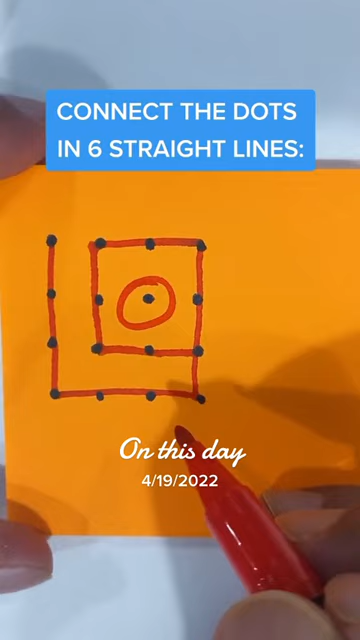 CONNECT THE DOTS
IN 6 STRAIGHT LINES:
On this day
4/19/2022